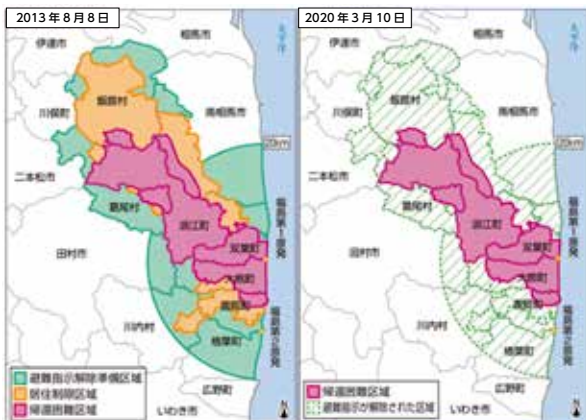 2013年8月8日
伊達市
相馬市
太平洋
川俣町
飯舘村
南相馬市
20km
二本松市
葛尾村
浪江町
福島第1原発
田村市
双葉町
大熊町
富岡町
福島第2原発
川内村
楢葉町
広野町
いわき市
避難指示解除準備区域
居住制限区域
帰還困難区域
N
2020年3月10日
伊達市
相馬市
太平洋
川俣町
飯舘村
南相馬市
20km
二本松市
葛尾村
浪江町
福島第1原発
田村市
双葉町
大熊町
富岡町
福島第2原発
川内村
楢葉町
広野町
いわき市
帰還困難区域
避難指示が解除された区域
N